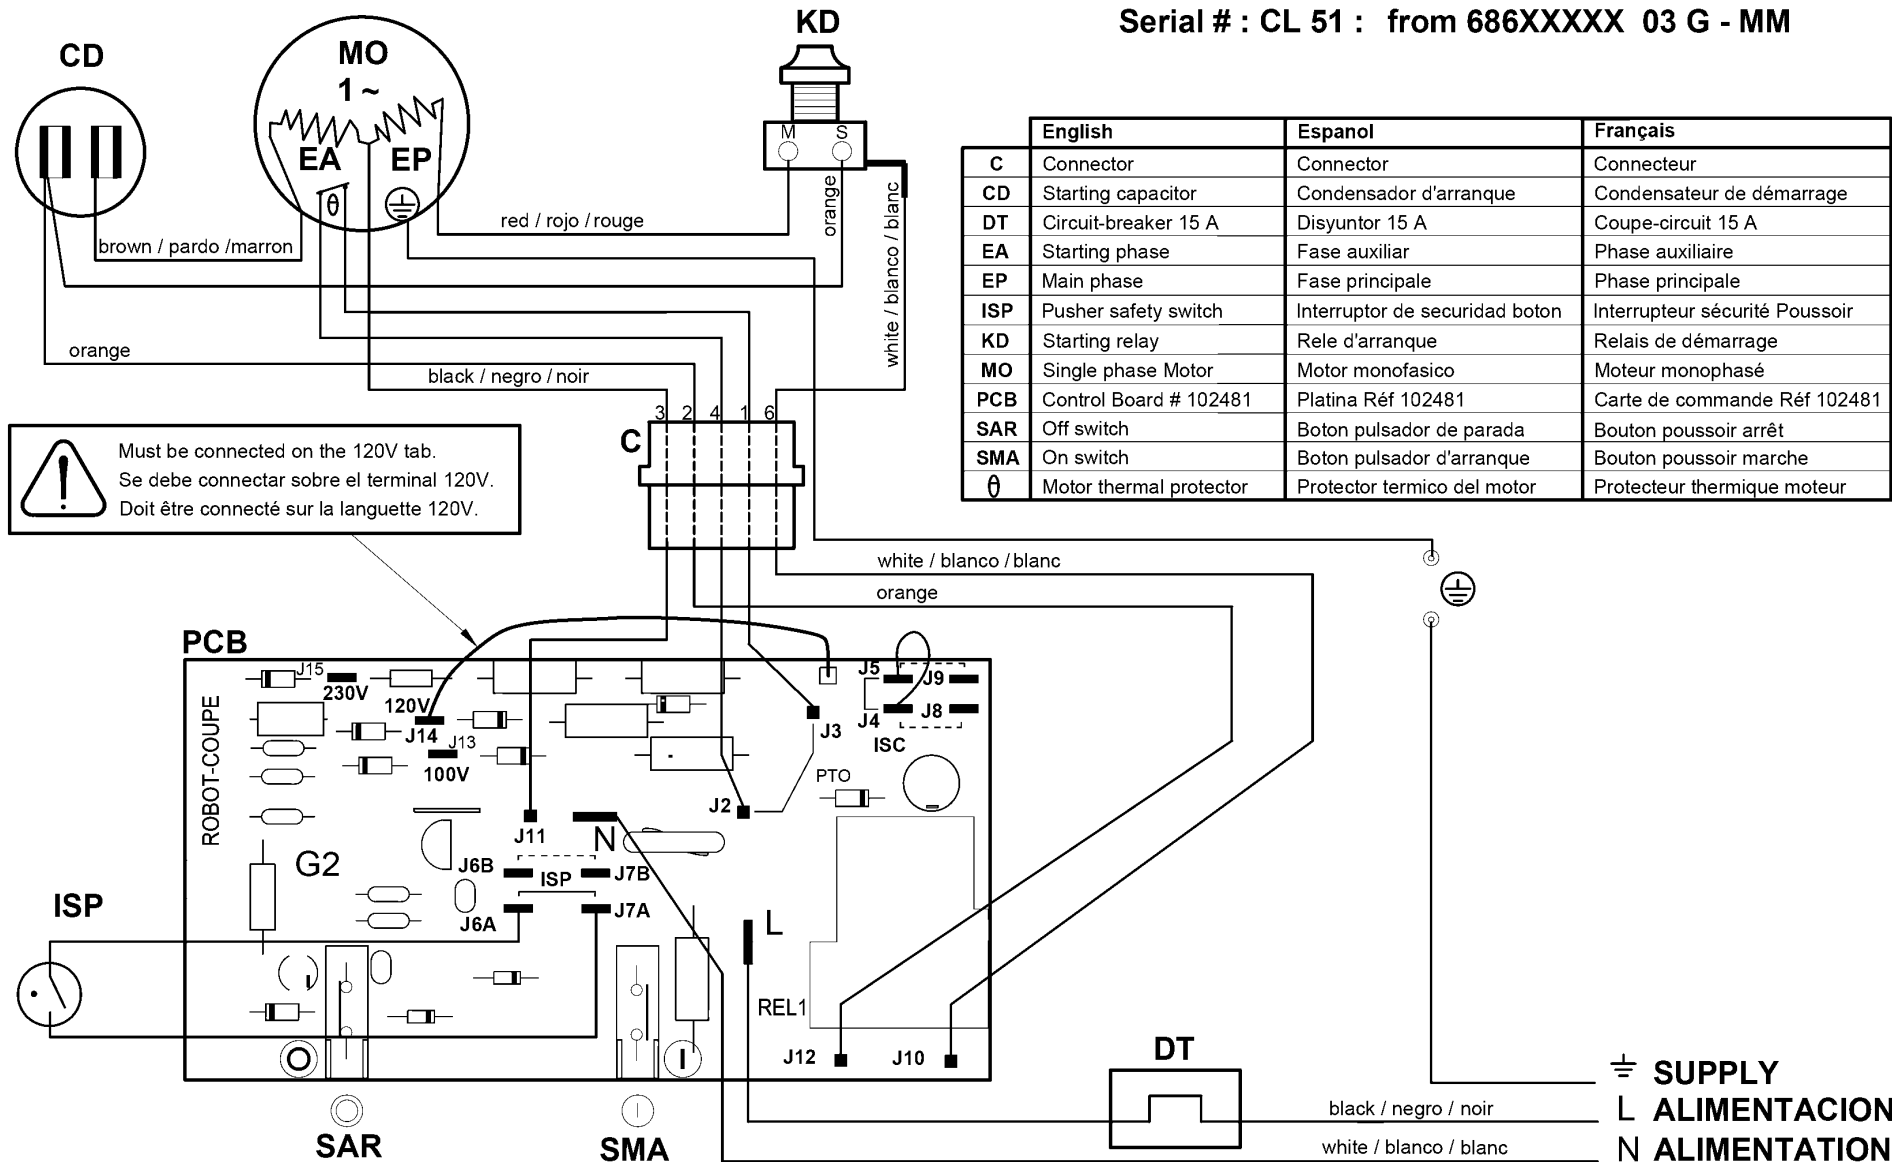 Serial # : CL 51 : from 686XXXXX 03 G - MM
CD
MO
1 ~
EA
EP
θ
KD
M
S
brown / pardo /marron
red / rojo / rouge
orange
white / blanco / blanc
orange
black / negro / noir
English Espanol Français
C Connector Connector Connecteur
CD Starting capacitor Condensador d'arranque Condensateur de démarrage
DT Circuit-breaker 15 A Disyuntor 15 A Coupe-circuit 15 A
EA Starting phase Fase auxiliar Phase auxiliaire
EP Main phase Fase principale Phase principale
ISP Pusher safety switch Interruptor de securidad boton Interrupteur sécurité Poussoir
KD Starting relay Rele d'arranque Relais de démarrage
MO Single phase Motor Motor monofasico Moteur monophasé
PCB Control Board # 102481 Platina Réf 102481 Carte de commande Réf 102481
SAR Off switch Boton pulsador de parada Bouton poussoir arrêt
SMA On switch Boton pulsador d'arranque Bouton poussoir marche
θ Motor thermal protector Protector termico del motor Protecteur thermique moteur
3 2 4 1 6
C
! Must be connected on the 120V tab.
Se debe connectar sobre el terminal 120V.
Doit être connecté sur la languette 120V.
white / blanco / blanc
orange
PCB
J15
230V
120V
J14
J13
100V
ROBOT-COUPE
G2
J5
J9
J4
J8
ISC
J3
PTO
J2
J11
N
J6B
ISP
J7B
J6A
J7A
L
ISP
REL1
J12
J10
O
I
SAR
SMA
DT
black / negro / noir
white / blanco / blanc
SUPPLY
L ALIMENTACION
N ALIMENTATION